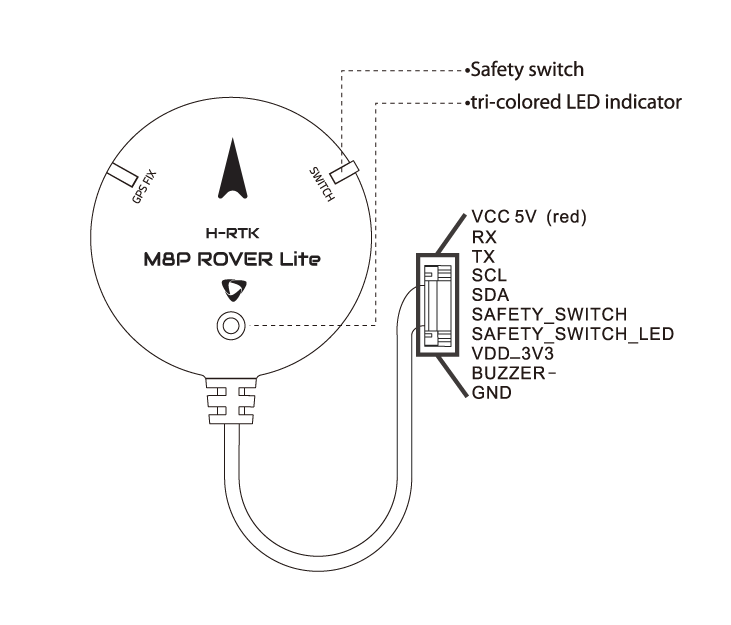 •Safety switch
•tri-colored LED indicator
GPS FIX
SWITCH
H-RTK
M8P ROVER Lite
VCC 5V (red)
RX
TX
SCL
SDA
SAFETY_SWITCH
SAFETY_SWITCH_LED
VDD_3V3
BUZZER-
GND